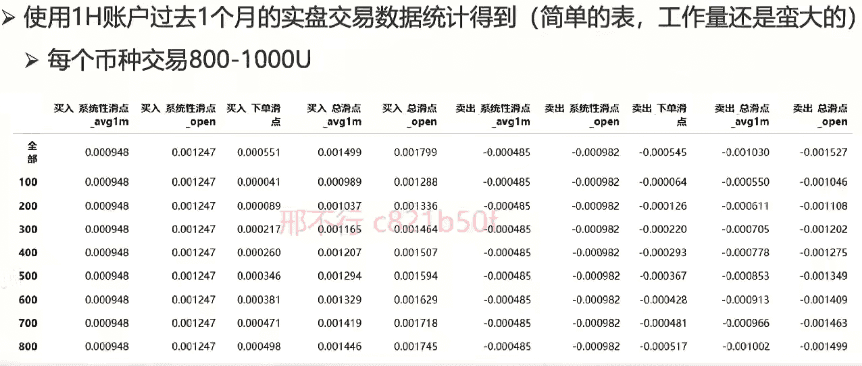 使用1H账户过去1个月的实盘交易数据统计得到（简单的表，工作量还是蛮大的）
每个币种交易800-1000U
买入 系统性滑点_avg1m 买入 系统性滑点_open 买入 下单滑点 买入 总滑点_avg1m 买入 总滑点_open 卖出 系统性滑点_avg1m 卖出 系统性滑点_open 卖出 下单滑点 卖出 总滑点_avg1m 卖出 总滑点_open
全部 0.000948 0.001247 0.000551 0.001499 0.001799 -0.000485 -0.000982 -0.000545 -0.001030 -0.001527
100 0.000948 0.001247 0.000041 0.000989 0.001288 -0.000485 -0.000982 -0.000064 -0.000550 -0.001046
200 0.000948 0.001247 0.000089 0.001037 0.001336 -0.000485 -0.000982 -0.000126 -0.000611 -0.001108
300 0.000948 0.001247 0.000217 0.001165 0.001464 -0.000485 -0.000982 -0.000220 -0.000705 -0.001202
400 0.000948 0.001247 0.000260 0.001207 0.001507 -0.000485 -0.000982 -0.000293 -0.000778 -0.001275
500 0.000948 0.001247 0.000346 0.001294 0.001594 -0.000485 -0.000982 -0.000367 -0.000853 -0.001349
600 0.000948 0.001247 0.000381 0.001329 0.001629 -0.000485 -0.000982 -0.000428 -0.000913 -0.001409
700 0.000948 0.001247 0.000471 0.001419 0.001718 -0.000485 -0.000982 -0.000481 -0.000966 -0.001463
800 0.000948 0.001247 0.000498 0.001446 0.001745 -0.000485 -0.000982 -0.000517 -0.001002 -0.001499
邢不行 c821b50f